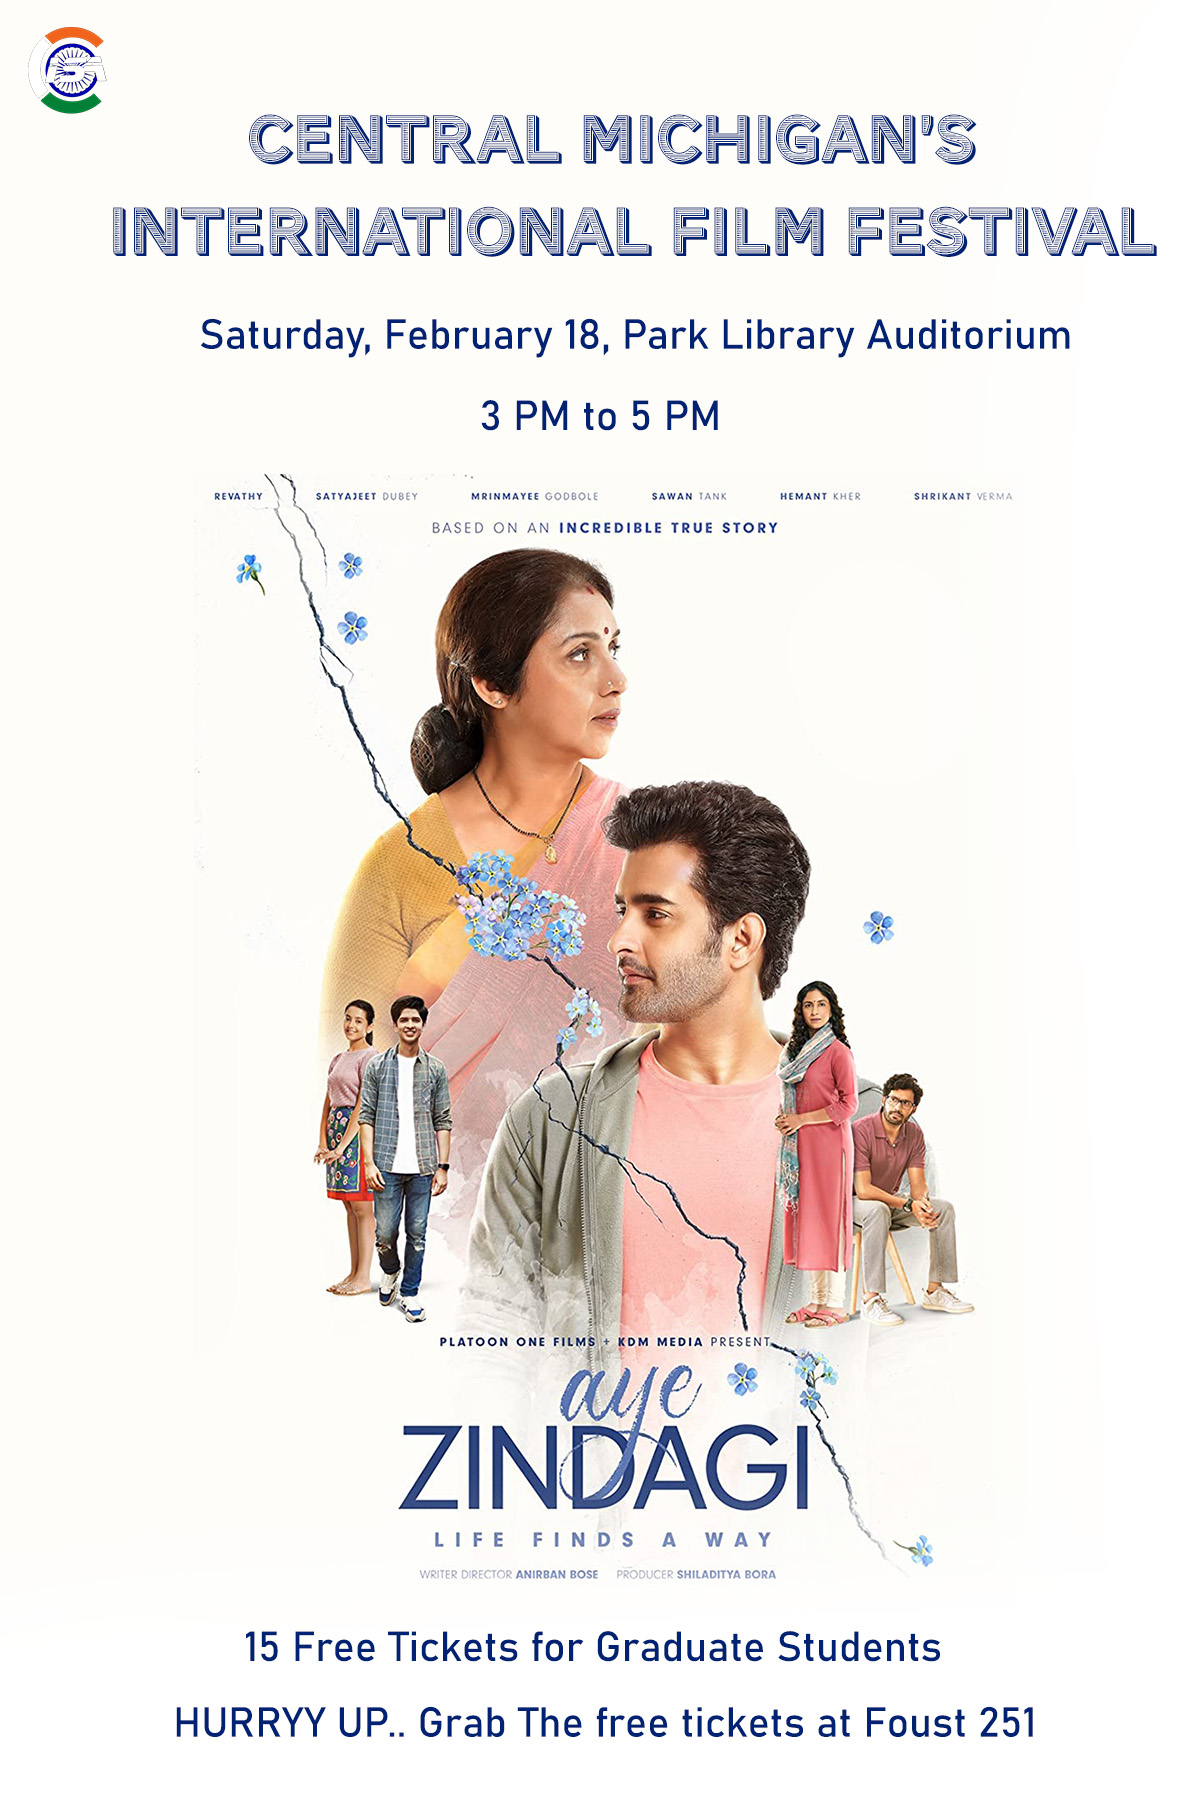 CENTRAL MICHIGAN'S
INTERNATIONAL FILM FESTIVAL
Saturday, February 18, Park Library Auditorium
3 PM to 5 PM
REVATHY SATYAJEET DUBEY MRINMAYEE GODBOLE SAWAN TANK HEMANT KHER SHRIKANT VERMA
BASED ON AN INCREDIBLE TRUE STORY
PLATOON ONE FILMS + KDM MEDIA PRESENT
aye
ZINDAGI
LIFE FINDS A WAY
WRITER DIRECTOR ANIRBAN BOSE PRODUCER SHILADITYA BORA
15 Free Tickets for Graduate Students
HURRYY UP.. Grab The free tickets at Foust 251